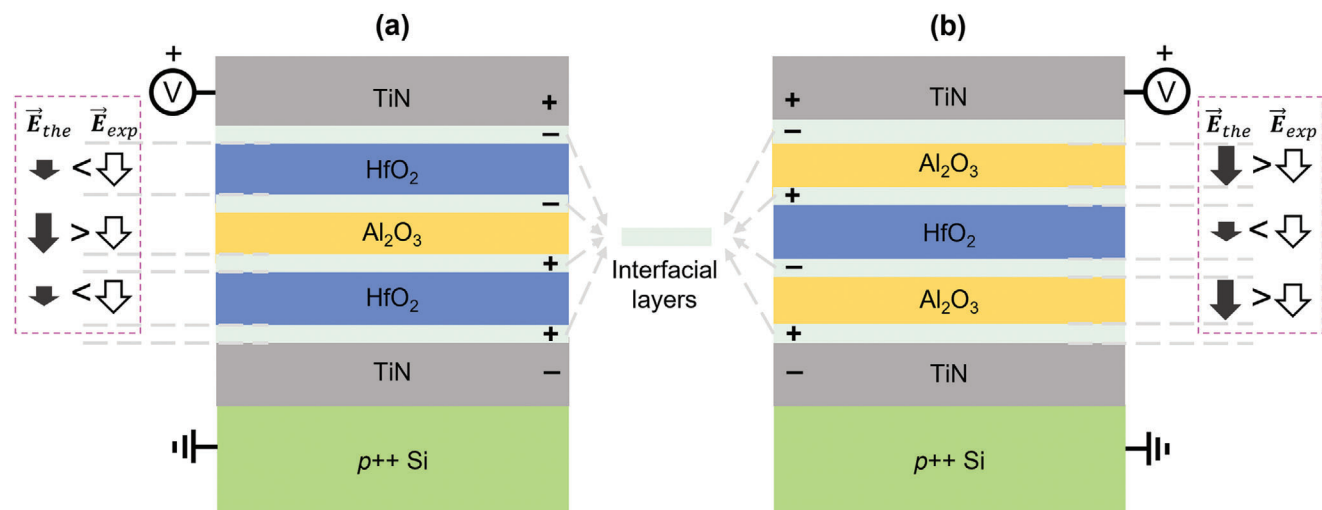 (a)
(b)
+
V
TiN
+
−
HfO₂
−
Al₂O₃
+
HfO₂
+
TiN
−
p++ Si
E⃗the E⃗exp
<
>
<
Interfacial
layers
+
V
TiN
+
−
Al₂O₃
+
HfO₂
−
Al₂O₃
+
TiN
−
p++ Si
E⃗the E⃗exp
>
<
>